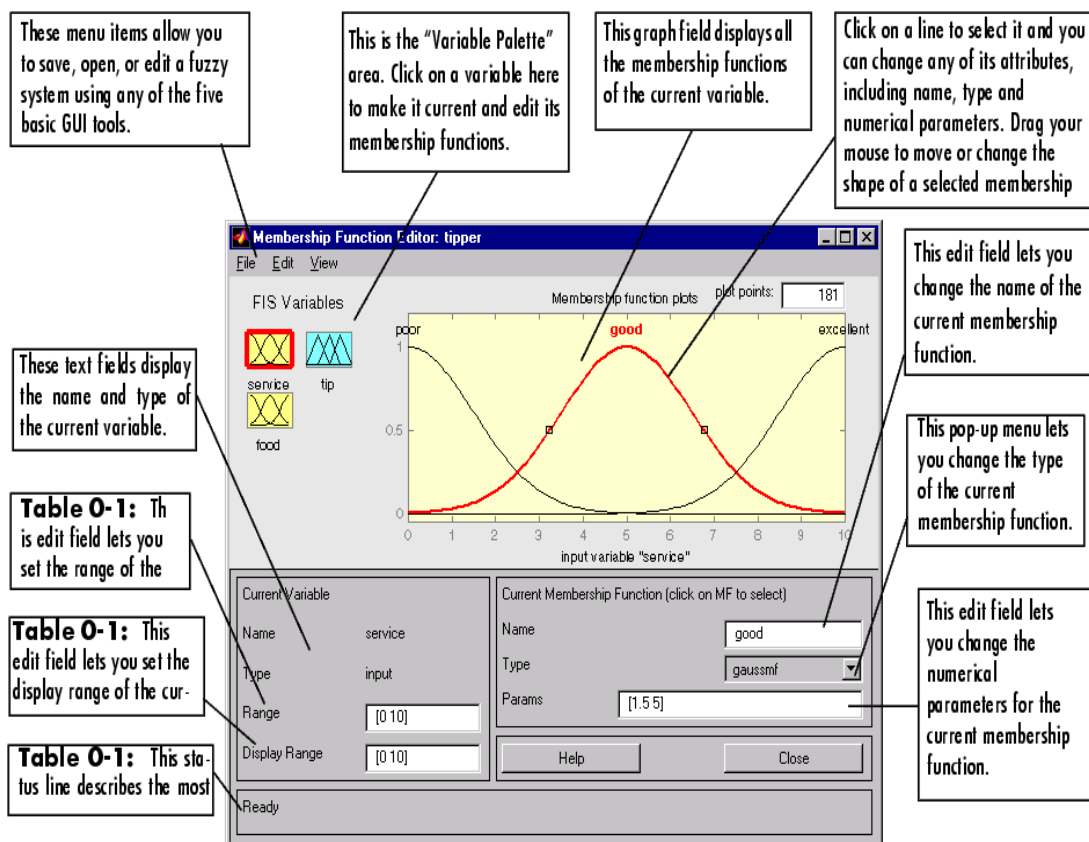 These menu items allow you
to save, open, or edit a fuzzy
system using any of the five
basic GUI tools.
This is the “Variable Palette”
area. Click on a variable here
to make it current and edit its
membership functions.
This graph field displays all
the membership functions
of the current variable.
Click on a line to select it and you
can change any of its attributes,
including name, type and
numerical parameters. Drag your
mouse to move or change the
shape of a selected membership
Membership Function Editor: tipper
File Edit View
FIS Variables
service
tip
food
Membership function plots
plot points:
181
poor
good
excellent
1
0.5
0
0 1 2 3 4 5 6 7 8 9 10
input variable "service"
This edit field lets you
change the name of the
current membership
function.
These text fields display
the name and type of
the current variable.
This pop-up menu lets
you change the type
of the current
membership function.
Table 0-1: Th
is edit field lets you
set the range of the
Table 0-1: This
edit field lets you set the
display range of the cur-
Table 0-1: This sta-
tus line describes the most
Current Variable
Name service
Type input
Range [0 10]
Display Range [0 10]
Current Membership Function (click on MF to select)
Name good
Type gaussmf
Params [1.5 5]
Help
Close
Ready
This edit field lets
you change the
numerical
parameters for the
current membership
function.